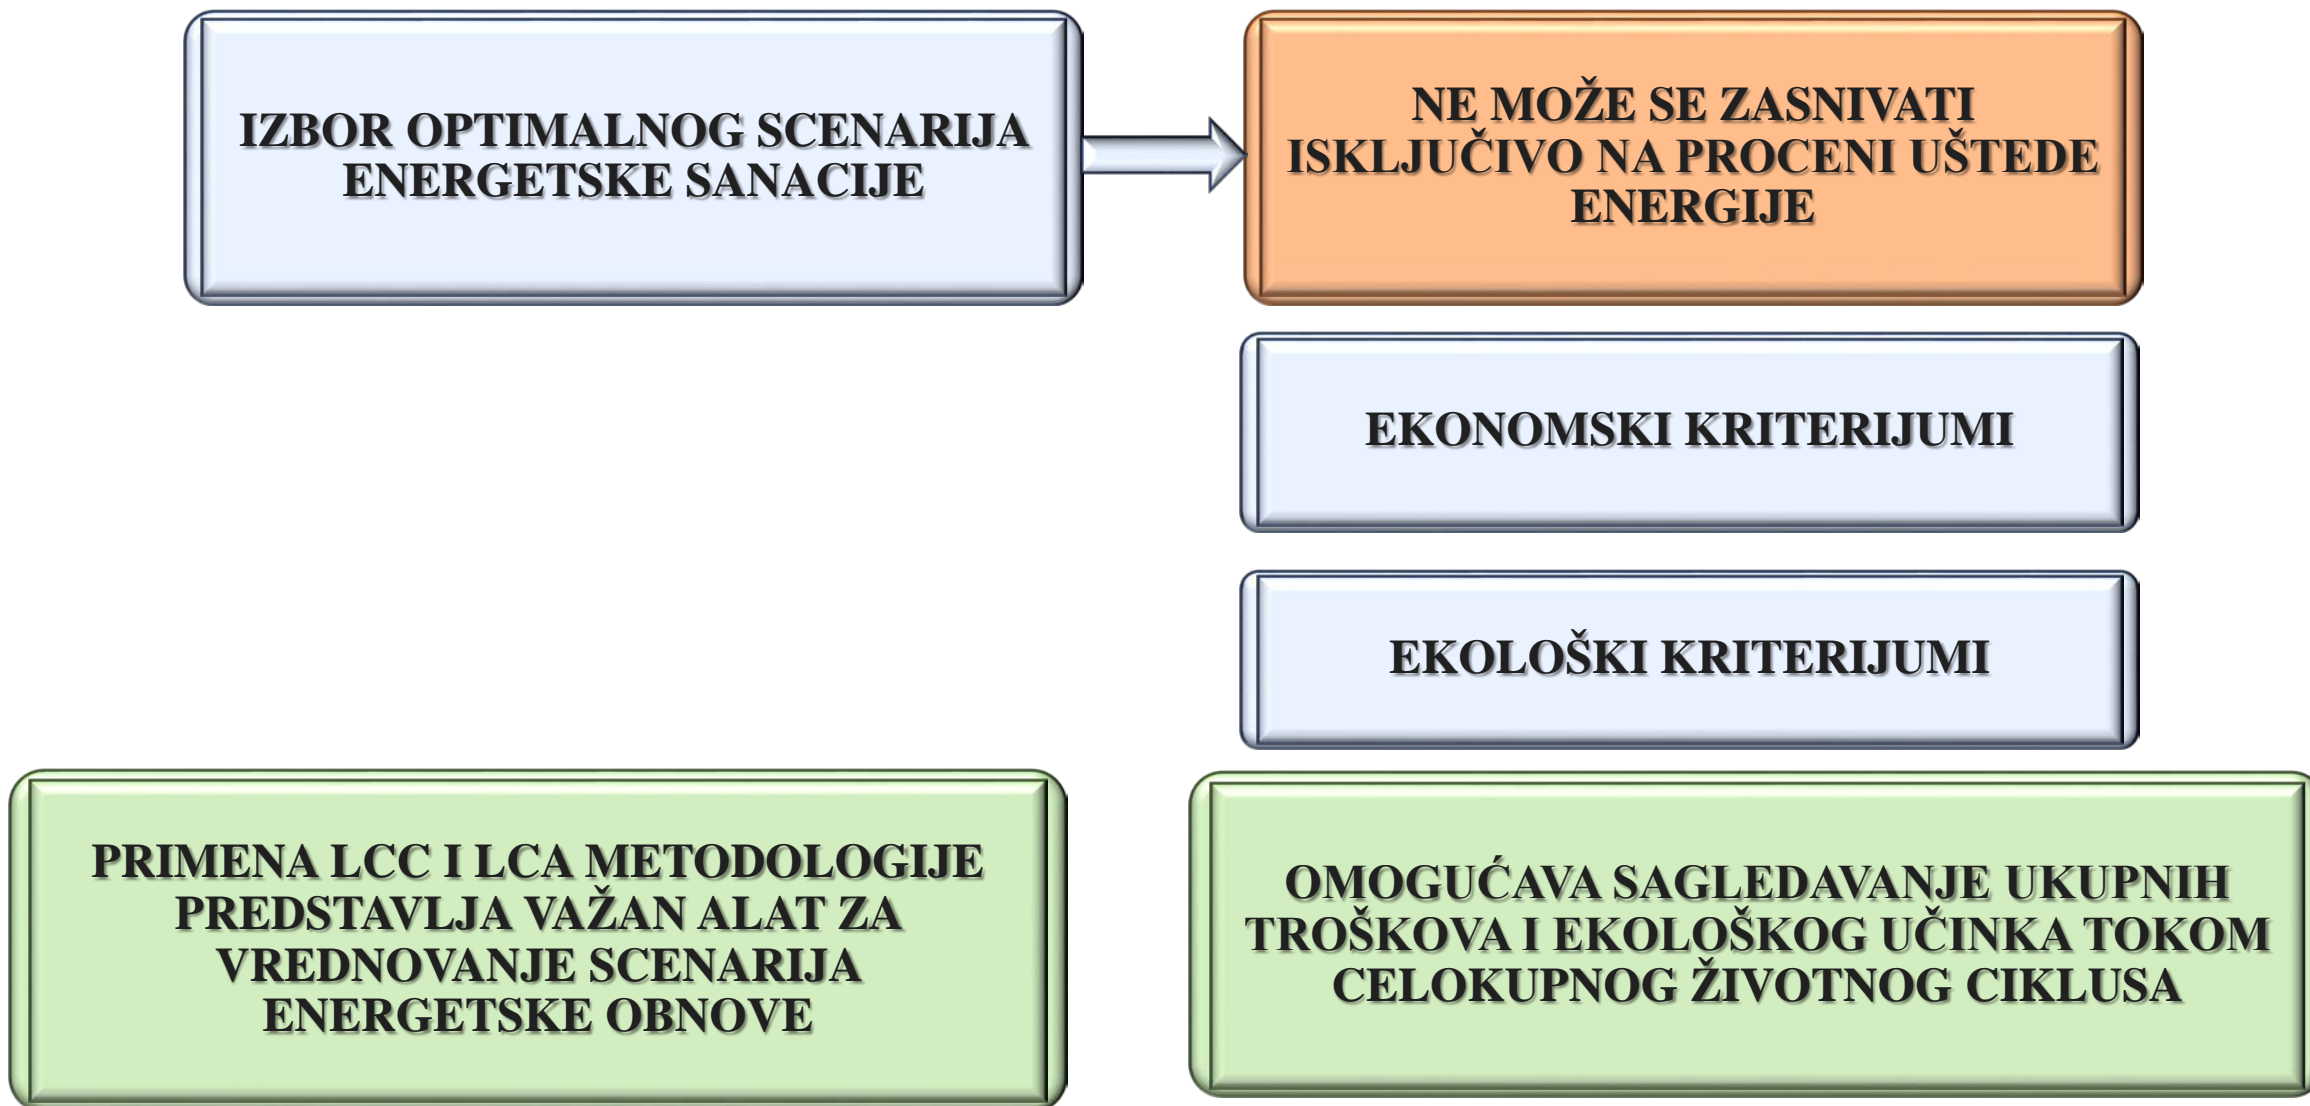 IZBOR OPTIMALNOG SCENARIJA
ENERGETSKE SANACIJE
NE MOŽE SE ZASNIVATI
ISKLJUČIVO NA PROCENI UŠTEDE
ENERGIJE
EKONOMSKI KRITERIJUMI
EKOLOŠKI KRITERIJUMI
PRIMENA LCC I LCA METODOLOGIJE
PREDSTAVLJA VAŽAN ALAT ZA
VREDNOVANJE SCENARIJA
ENERGETSKE OBNOVE
OMOGUĆAVA SAGLEDAVANJE UKUPNIH
TROŠKOVA I EKOLOŠKOG UČINKA TOKOM
CELOKUPNOG ŽIVOTNOG CIKLUSA